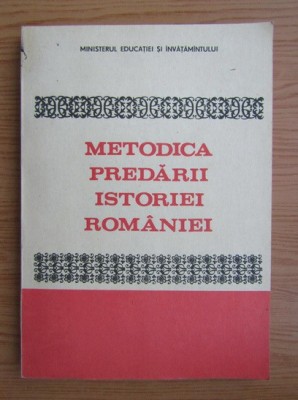 MINISTERUL EDUCAȚIEI ȘI ÎNVĂȚĂMÎNTULUI
METODICA
PREDĂRII
ISTORIEI
ROMÂNIEI